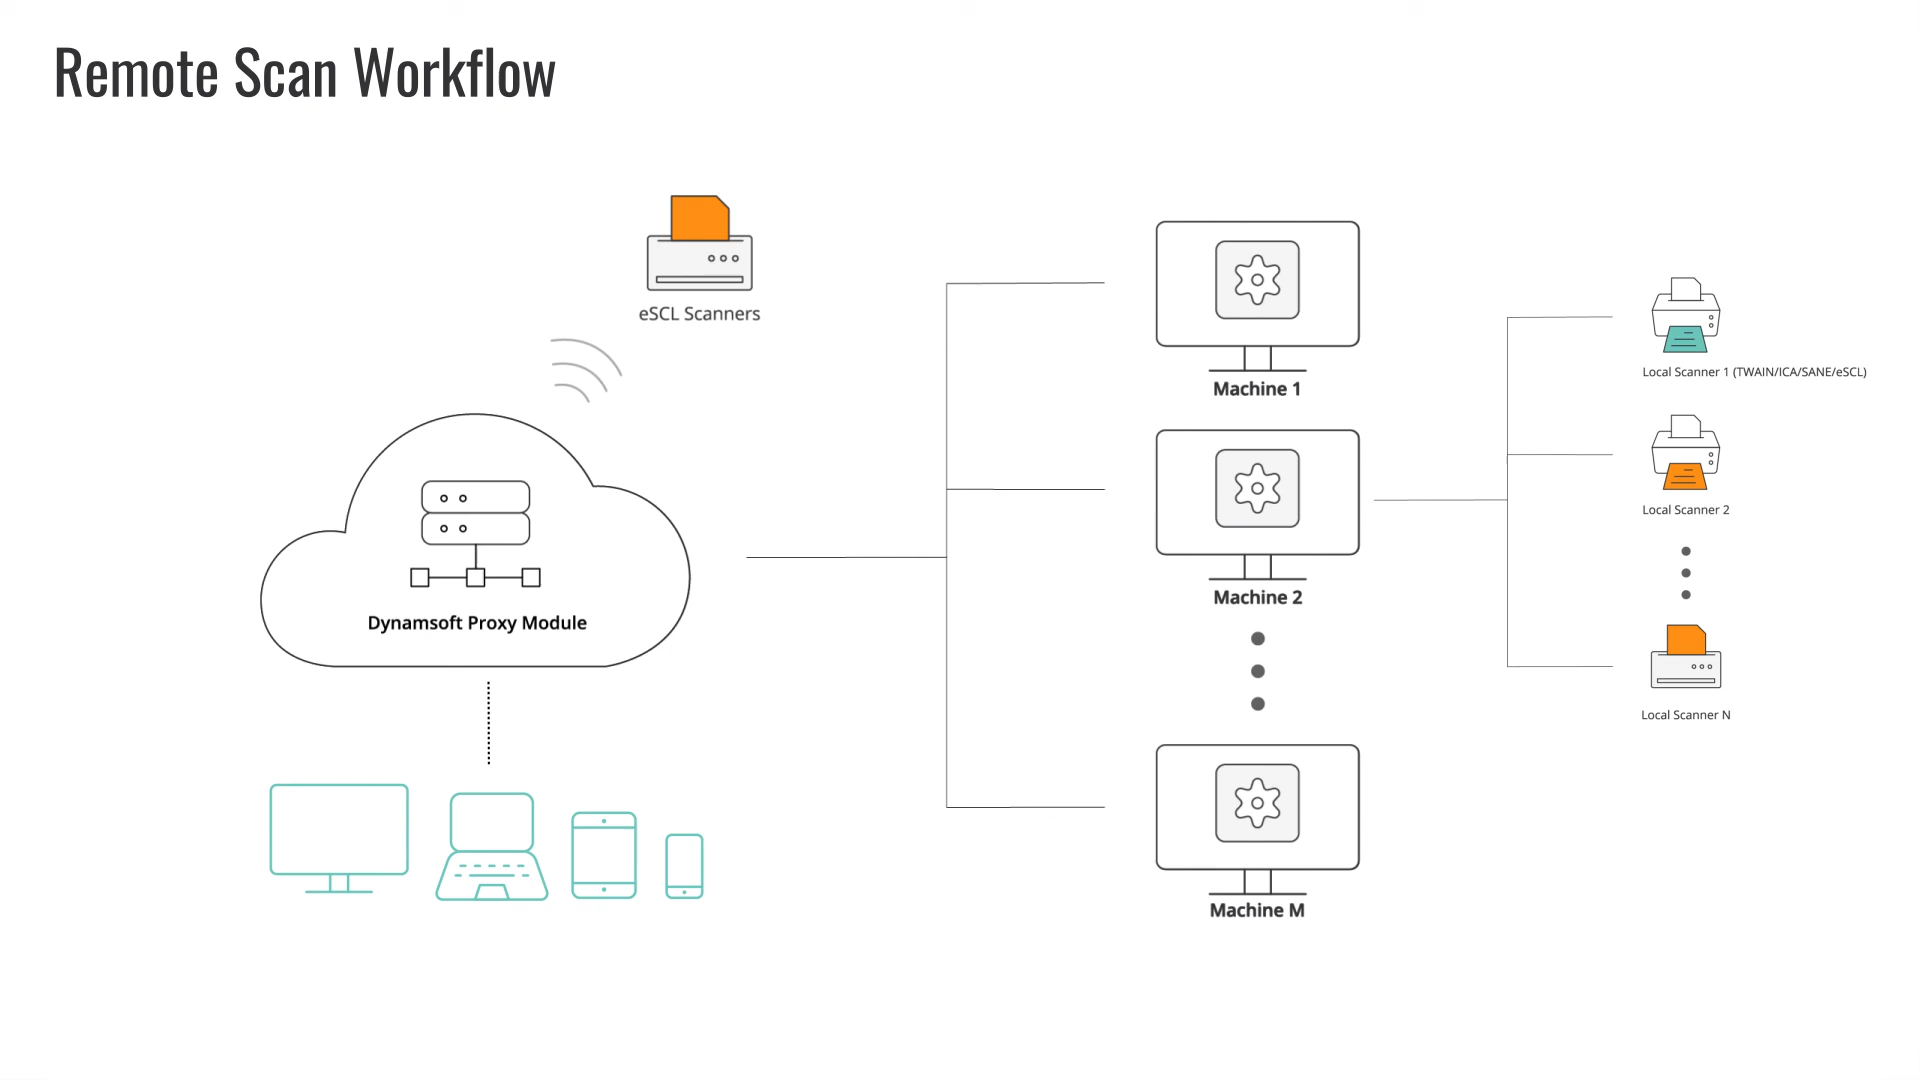 Remote Scan Workflow
eSCL Scanners
Dynamsoft Proxy Module
Machine 1
Machine 2
Machine M
Local Scanner 1 (TWAIN/ICA/SANE/eSCL)
Local Scanner 2
Local Scanner N